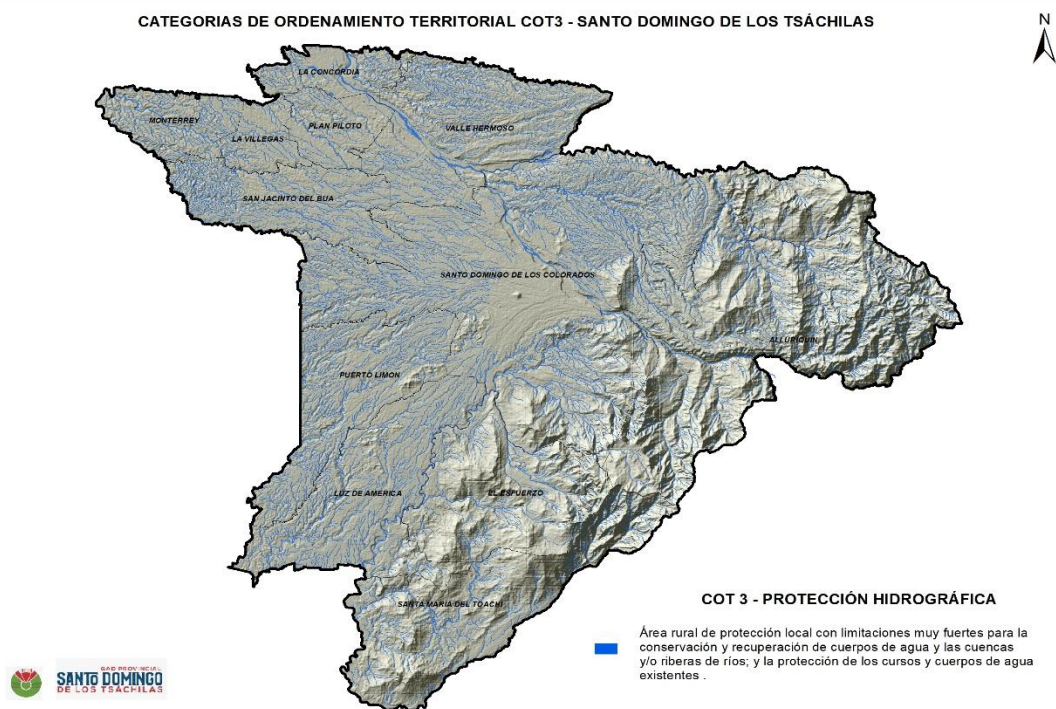 CATEGORIAS DE ORDENAMIENTO TERRITORIAL COT3 - SANTO DOMINGO DE LOS TSÁCHILAS
N
LA CONCORDIA
MONTERREY
PLAN PILOTO
VALLE HERMOSO
LA VILLEGAS
SAN JACINTO DEL BUA
SANTO DOMINGO DE LOS COLORADOS
ALLURIQUIN
PUERTO LIMON
LUZ DE AMERICA
EL ESFUERZO
SANTA MARIA DEL TOACHI
COT 3 - PROTECCIÓN HIDROGRÁFICA
Área rural de protección local con limitaciones muy fuertes para la
conservación y recuperación de cuerpos de agua y las cuencas
y/o riberas de ríos; y la protección de los cursos y cuerpos de agua
existentes .
GAD PROVINCIAL
SANTO DOMINGO
DE LOS TSÁCHILAS